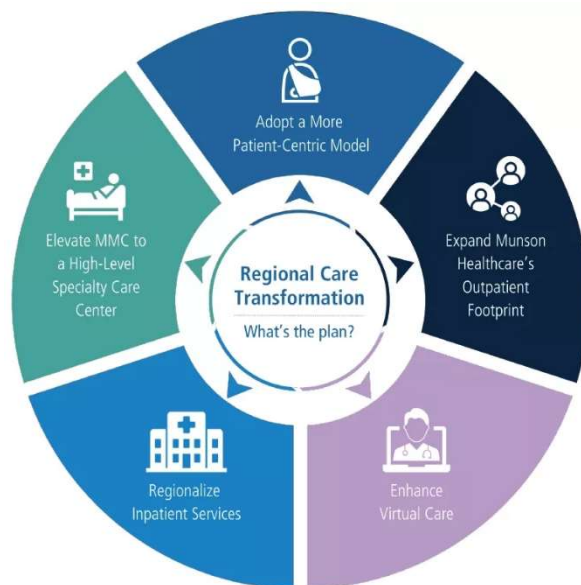 Adopt a More
Patient-Centric Model
Expand Munson
Healthcare's
Outpatient
Footprint
Enhance
Virtual Care
Regionalize
Inpatient Services
Elevate MMC to
a High-Level
Specialty Care
Center
Regional Care
Transformation
What's the plan?